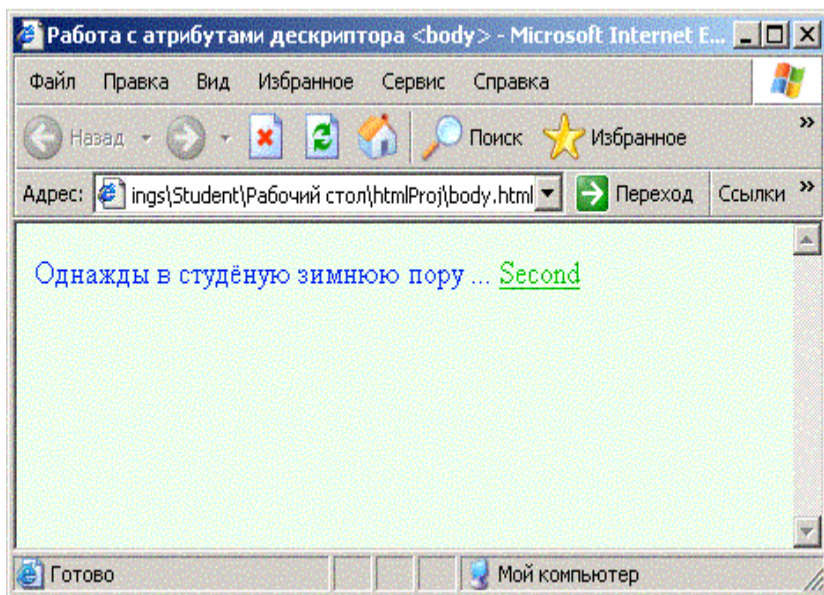 Работа с атрибутами дескриптора <body> - Microsoft Internet E...
Файл Правка Вид Избранное Сервис Справка
Назад Поиск Избранное »
Адрес: ings\Student\Рабочий стол\htmlProj\body.html Переход Ссылки »
Однажды в студёную зимнюю пору ... Second
Готово Мой компьютер